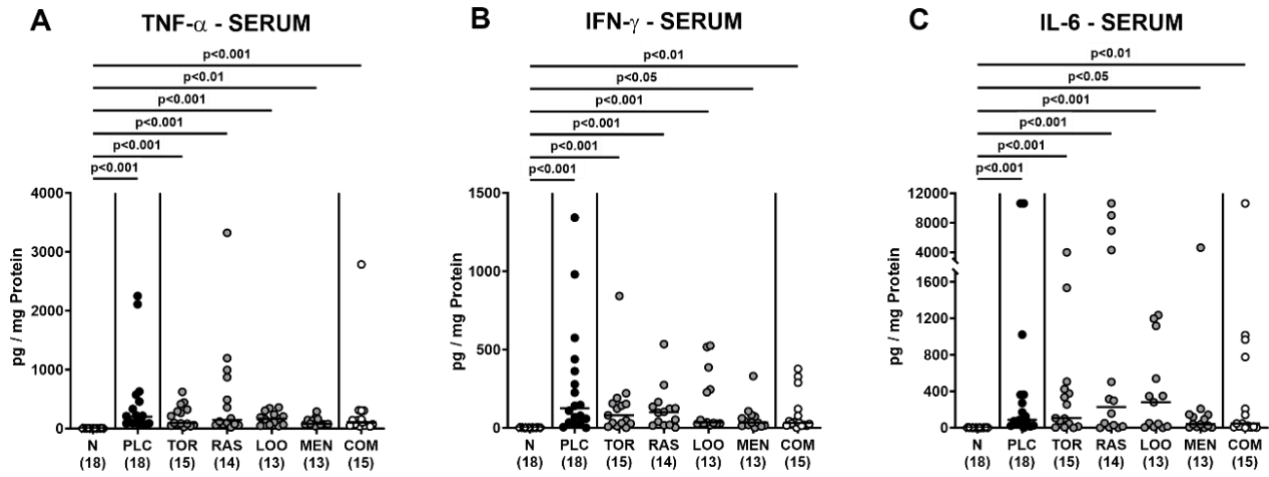 A
TNF-α - SERUM
p<0.001
p<0.01
p<0.001
p<0.001
p<0.001
p<0.001
pg / mg Protein
4000
3000
2000
1000
0
N PLC TOR RAS LOO MEN COM
(18) (18) (15) (14) (13) (13) (15)
B
IFN-γ - SERUM
p<0.01
p<0.05
p<0.001
p<0.001
p<0.001
p<0.001
pg / mg Protein
1500
1000
500
0
N PLC TOR RAS LOO MEN COM
(18) (18) (15) (14) (13) (13) (15)
C
IL-6 - SERUM
p<0.01
p<0.05
p<0.001
p<0.001
p<0.001
p<0.001
pg / mg Protein
12000
8000
4000
1600
1200
800
400
0
N PLC TOR RAS LOO MEN COM
(18) (18) (15) (14) (13) (13) (15)